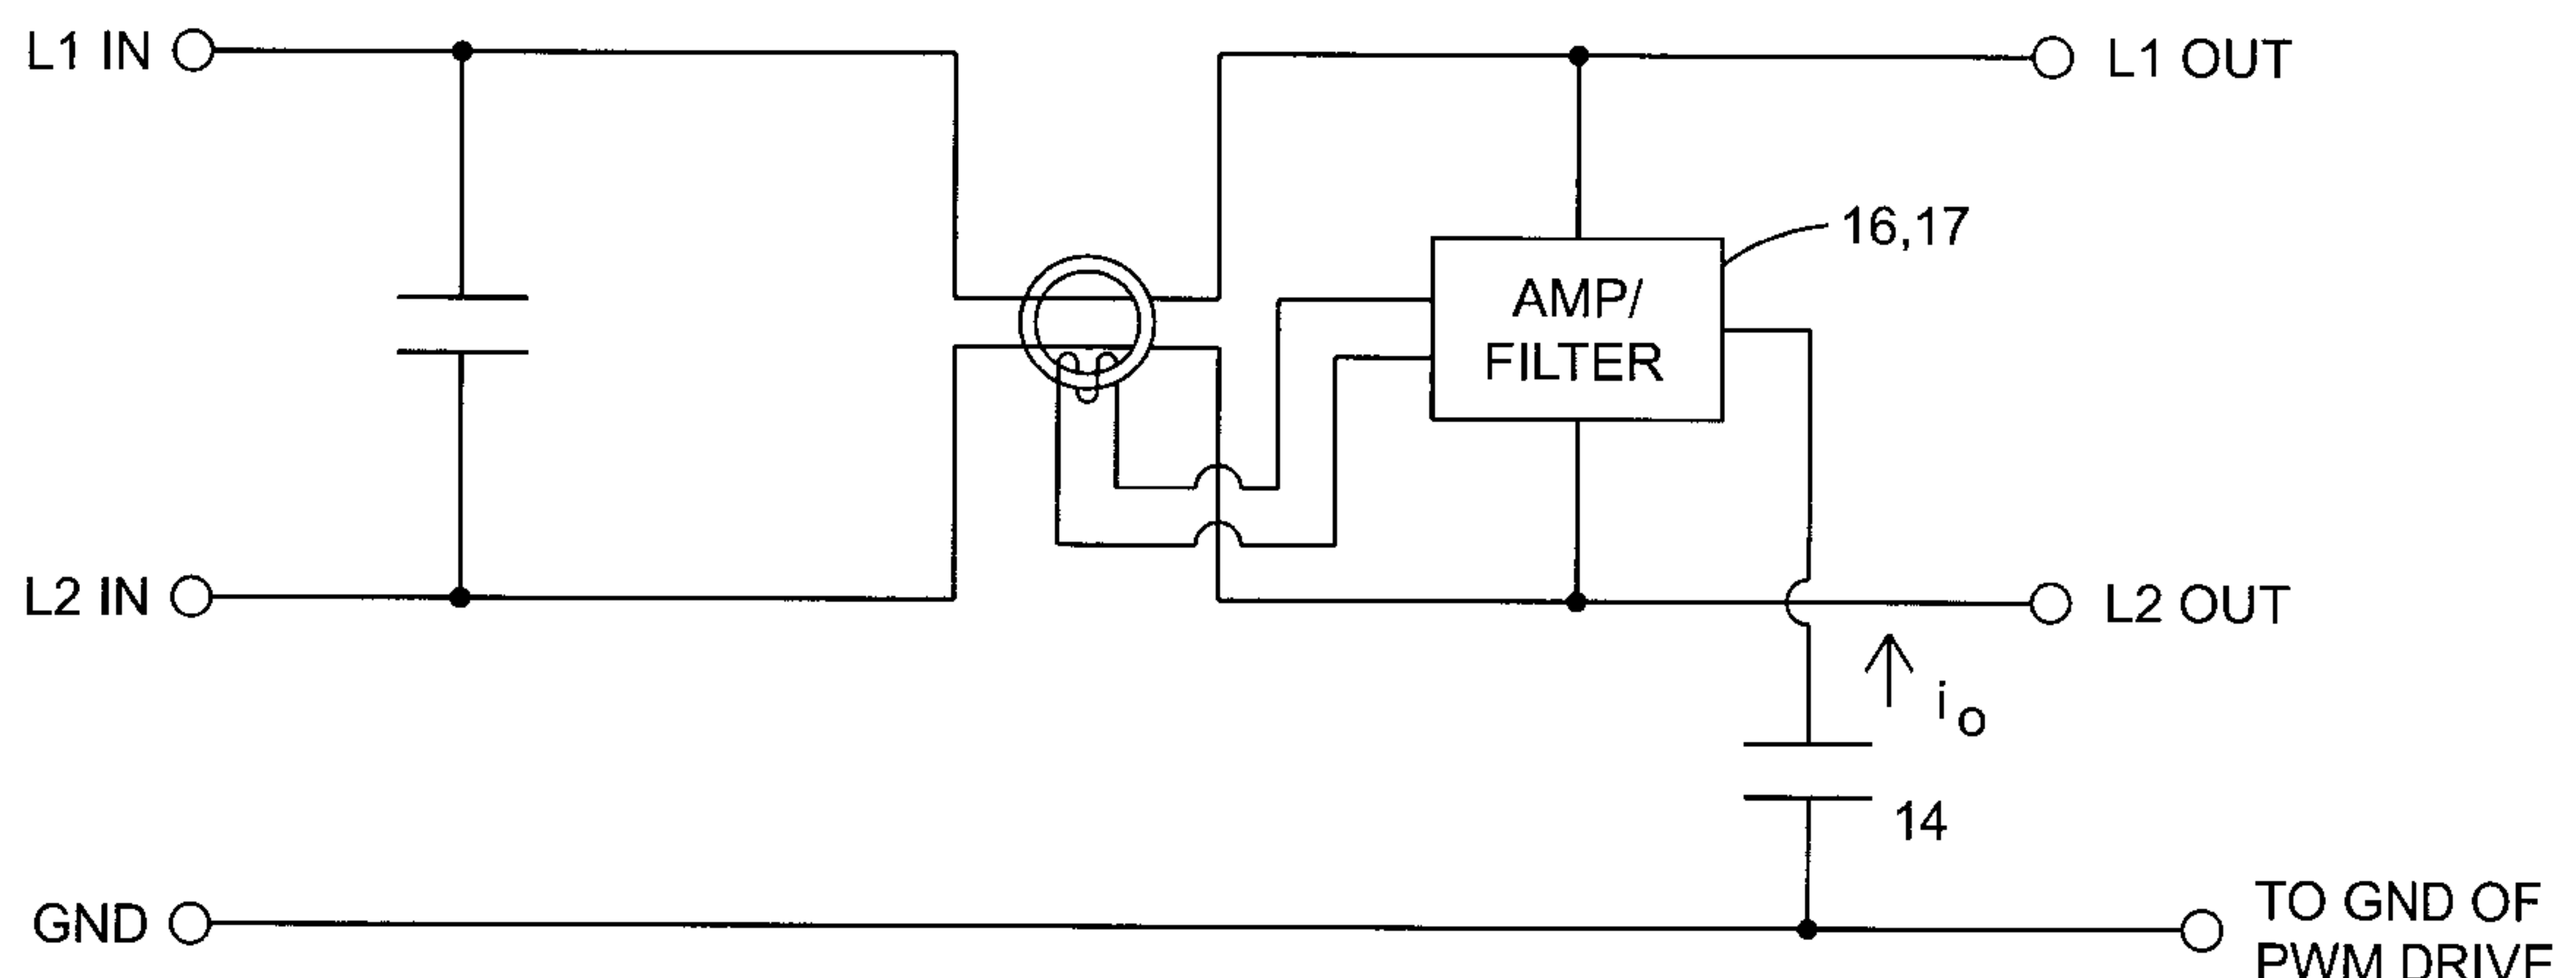 L1 IN
L1 OUT
16,17
AMP/
FILTER
L2 IN
L2 OUT
i o
14
GND
TO GND OF
PWM DRIVE